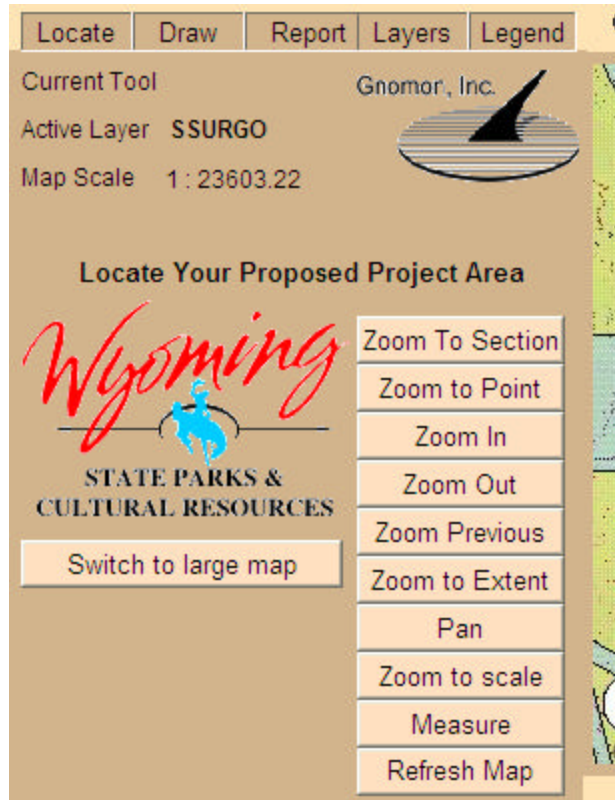 Locate Draw Report Layers Legend
Current Tool
Gnomon, Inc.
Active Layer SSURGO
Map Scale 1 : 23603.22
Locate Your Proposed Project Area
Wyoming
STATE PARKS &
CULTURAL RESOURCES
Switch to large map
Zoom To Section
Zoom to Point
Zoom In
Zoom Out
Zoom Previous
Zoom to Extent
Pan
Zoom to scale
Measure
Refresh Map